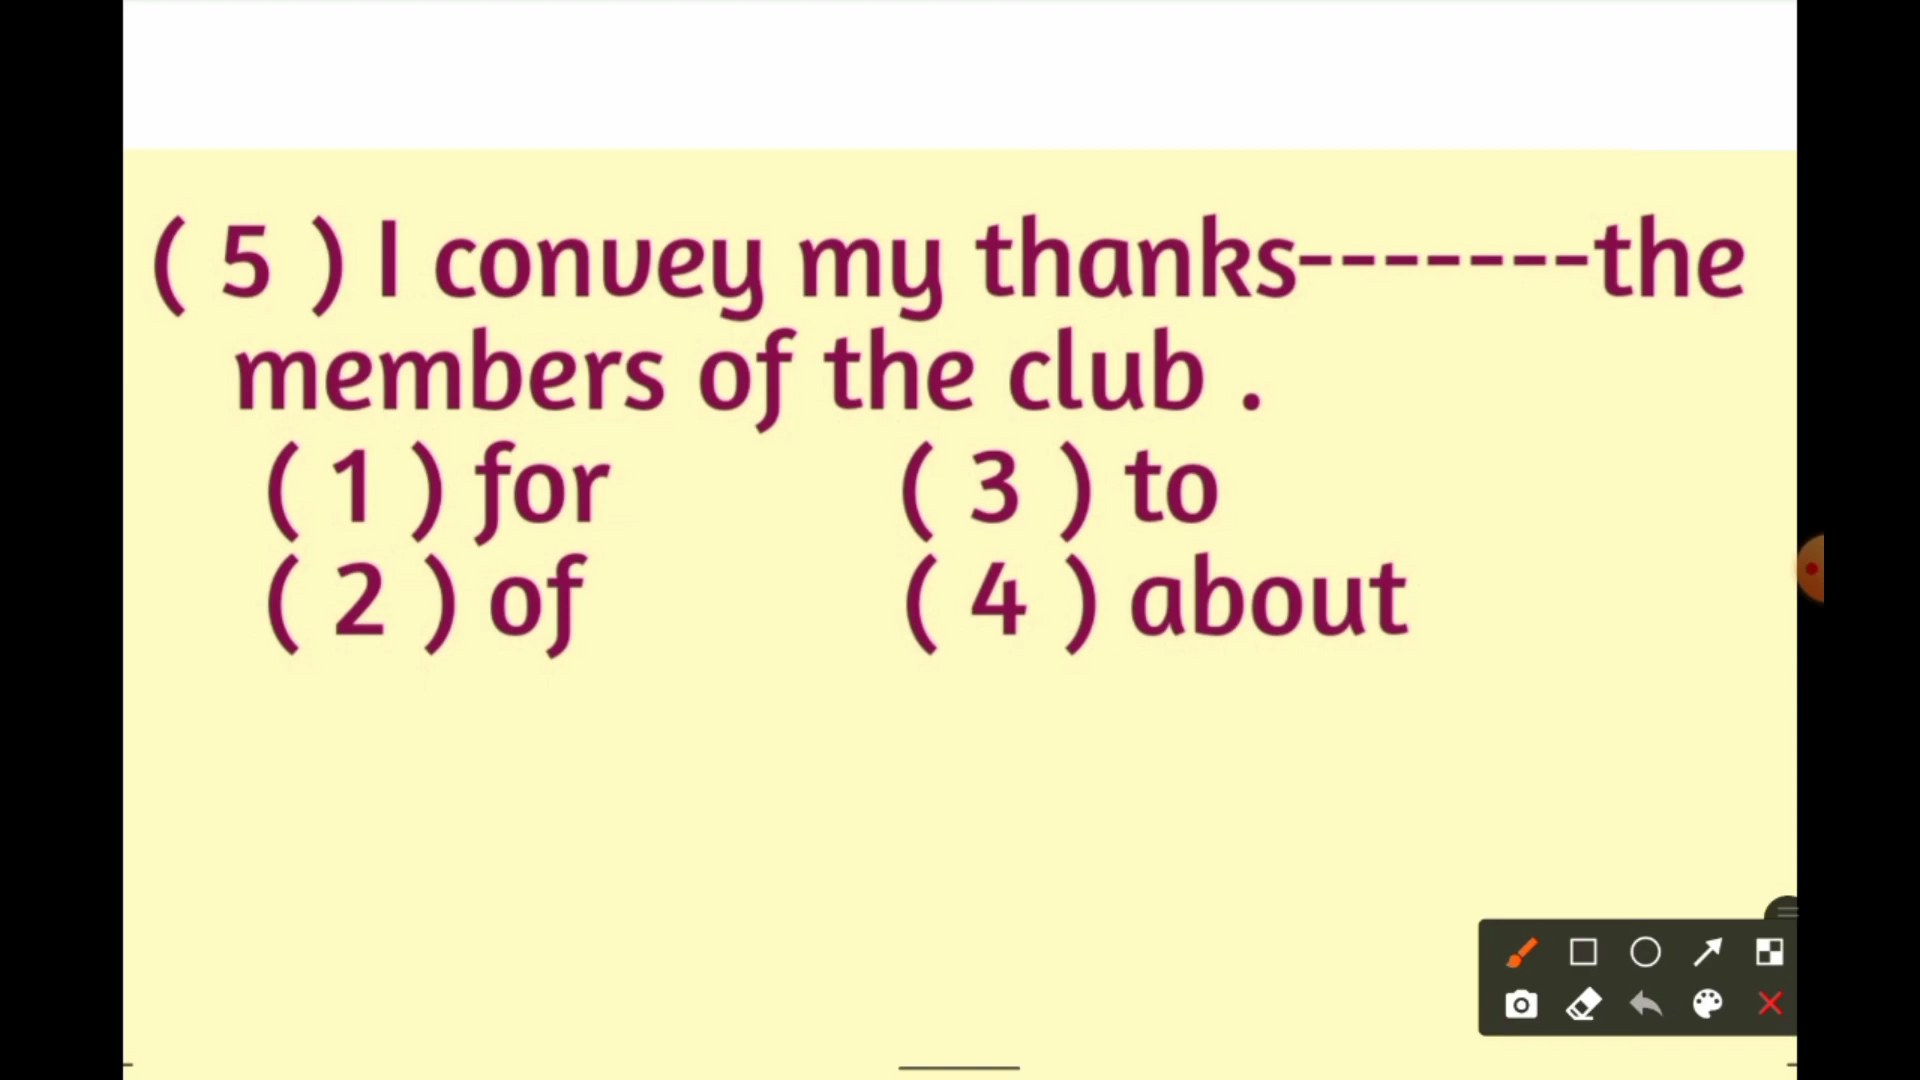 ( 5 ) I convey my thanks-------the
members of the club .
( 1 ) for ( 3 ) to
( 2 ) of ( 4 ) about